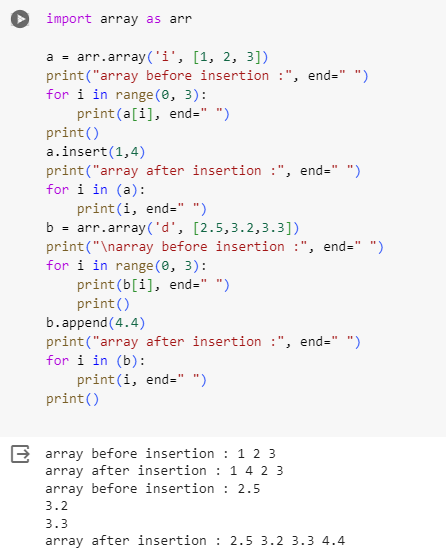 import array as arr

a = arr.array('i', [1, 2, 3])
print("array before insertion :", end=" ")
for i in range(0, 3):
    print(a[i], end=" ")
print()
a.insert(1,4)
print("array after insertion :", end=" ")
for i in (a):
    print(i, end=" ")
b = arr.array('d', [2.5,3.2,3.3])
print("\narray before insertion :", end=" ")
for i in range(0, 3):
    print(b[i], end=" ")
    print()
b.append(4.4)
print("array after insertion :", end=" ")
for i in (b):
    print(i, end=" ")
print()

array before insertion : 1 2 3
array after insertion : 1 4 2 3
array before insertion : 2.5
3.2
3.3
array after insertion : 2.5 3.2 3.3 4.4